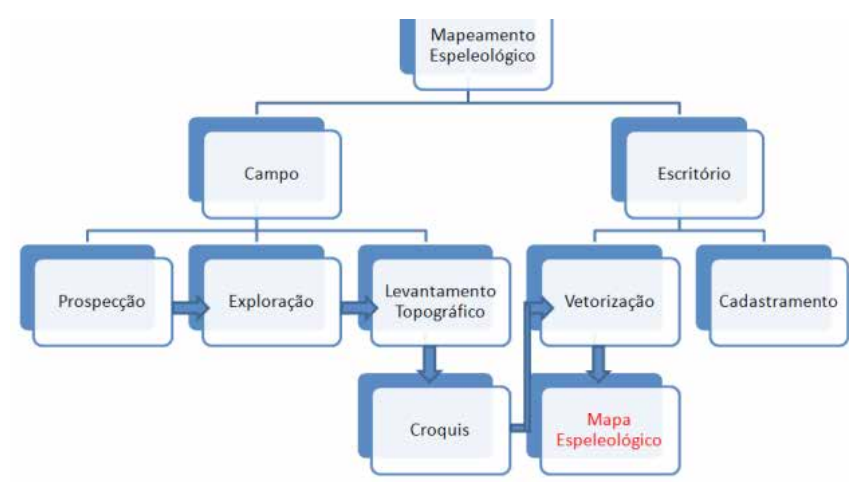 Mapeamento
Espeleológico
Campo
Escritório
Prospecção
Exploração
Levantamento
Topográfico
Vetorização
Cadastramento
Croquis
Mapa
Espeleológico